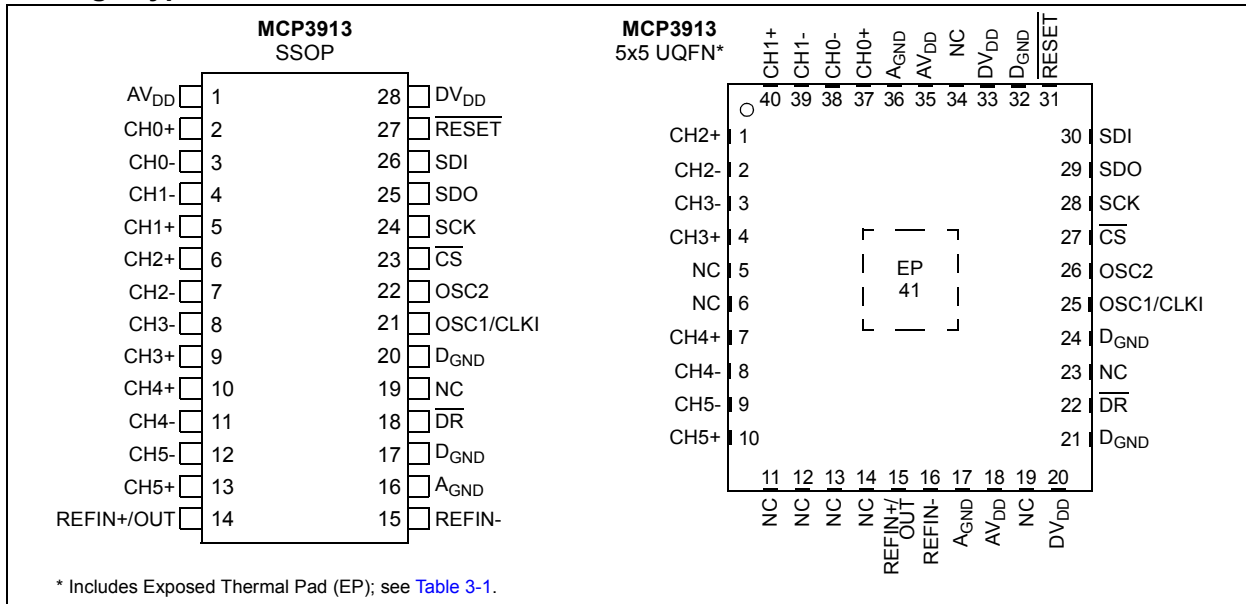 MCP3913
SSOP
AVDD 1 28 DVDD
CH0+ 2 27 RESET
CH0- 3 26 SDI
CH1- 4 25 SDO
CH1+ 5 24 SCK
CH2+ 6 23 CS
CH2- 7 22 OSC2
CH3- 8 21 OSC1/CLKI
CH3+ 9 20 DGND
CH4+ 10 19 NC
CH4- 11 18 DR
CH5- 12 17 DGND
CH5+ 13 16 AGND
REFIN+/OUT 14 15 REFIN-
* Includes Exposed Thermal Pad (EP); see Table 3-1.
MCP3913
5x5 UQFN*
CH1+ CH1- CH0- CH0+ AGND AVDD NC DVDD DGND RESET
40 39 38 37 36 35 34 33 32 31
CH2+ 1 30 SDI
CH2- 2 29 SDO
CH3- 3 28 SCK
CH3+ 4 27 CS
NC 5 EP 26 OSC2
NC 6 41 25 OSC1/CLKI
CH4+ 7 24 DGND
CH4- 8 23 NC
CH5- 9 22 DR
CH5+ 10 21 DGND
11 12 13 14 15 16 17 18 19 20
NC NC NC NC REFIN+/OUT REFIN- AGND AVDD NC DVDD